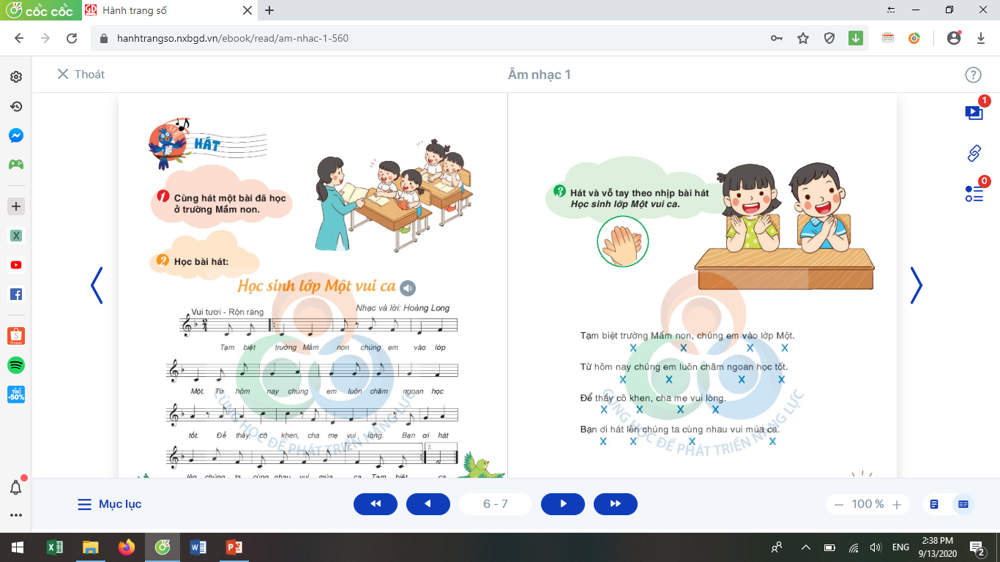 cốc cốc
Hành trang số
hanhtrangso.nxbgd.vn/ebook/read/am-nhac-1-560
Thoát
Âm nhạc 1
1
0
HÁT
1 Cùng hát một bài đã học
ở trường Mầm non.
2 Học bài hát:
Học sinh lớp Một vui ca
Vui tươi - Rộn ràng
Nhạc và lời: Hoàng Long
Tạm biệt trường Mầm non chúng em vào lớp
Một. Từ hôm nay chúng em luôn chăm ngoan học
tốt. Để thầy cô khen, cha mẹ vui lòng. Bạn ơi hát
1.
2.
lên chúng ta cùng nhau vui múa ca. Tạm biệt ca.
CÙNG HỌC ĐỂ PHÁT TRIỂN NĂNG LỰC
3 Hát và vỗ tay theo nhịp bài hát
Học sinh lớp Một vui ca.
Tạm biệt trường Mầm non, chúng em vào lớp Một.
X X X X
Từ hôm nay chúng em luôn chăm ngoan học tốt.
X X X X
Để thầy cô khen, cha mẹ vui lòng.
X X X X
Bạn ơi hát lên chúng ta cùng nhau vui múa ca.
X X X X
CÙNG HỌC ĐỂ PHÁT TRIỂN NĂNG LỰC
Shopee
TIKI
-50%
Mục lục
6 - 7
100 %
ENG
2:38 PM
9/13/2020
2